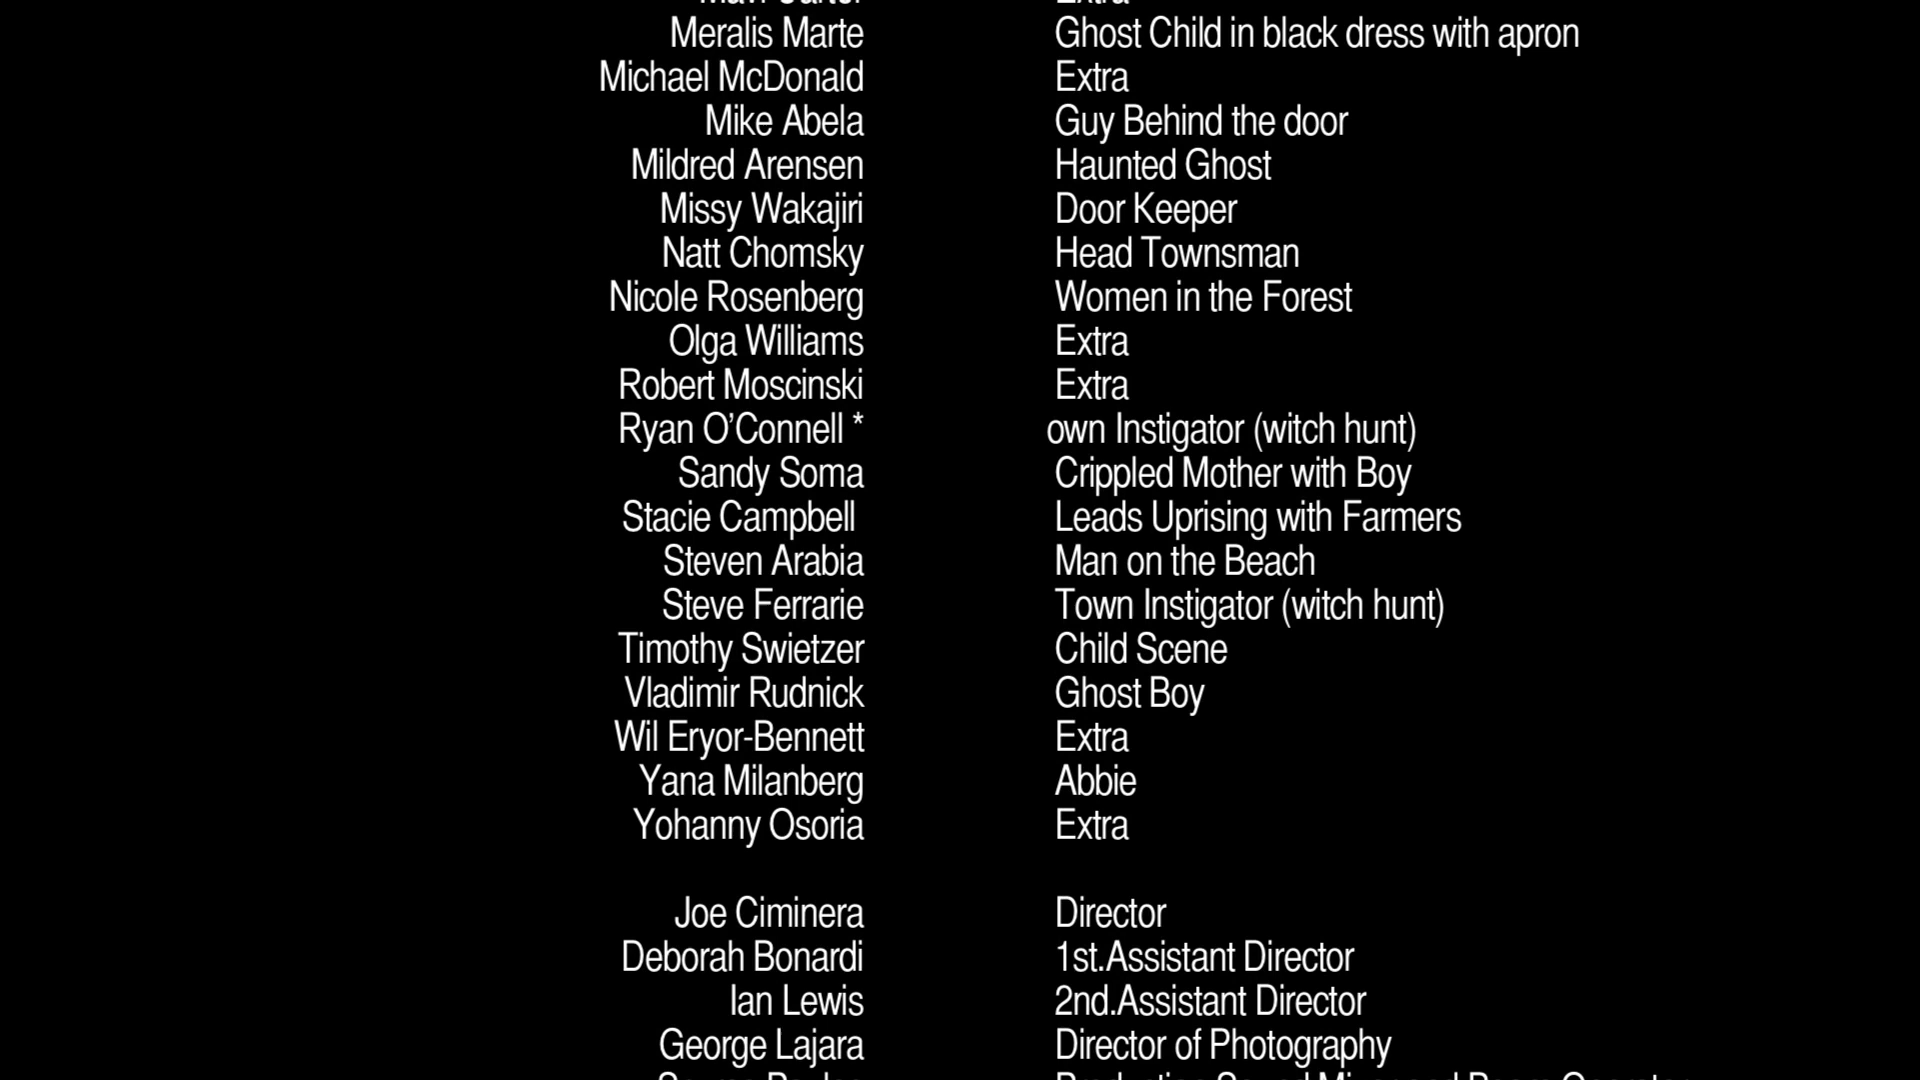 Meralis Marte Ghost Child in black dress with apron
Michael McDonald Extra
Mike Abela Guy Behind the door
Mildred Arensen Haunted Ghost
Missy Wakajiri Door Keeper
Natt Chomsky Head Townsman
Nicole Rosenberg Women in the Forest
Olga Williams Extra
Robert Moscinski Extra
Ryan O’Connell * own Instigator (witch hunt)
Sandy Soma Crippled Mother with Boy
Stacie Campbell Leads Uprising with Farmers
Steven Arabia Man on the Beach
Steve Ferrarie Town Instigator (witch hunt)
Timothy Swietzer Child Scene
Vladimir Rudnick Ghost Boy
Wil Eryor-Bennett Extra
Yana Milanberg Abbie
Yohanny Osoria Extra
Joe Ciminera Director
Deborah Bonardi 1st.Assistant Director
Ian Lewis 2nd.Assistant Director
George Lajara Director of Photography